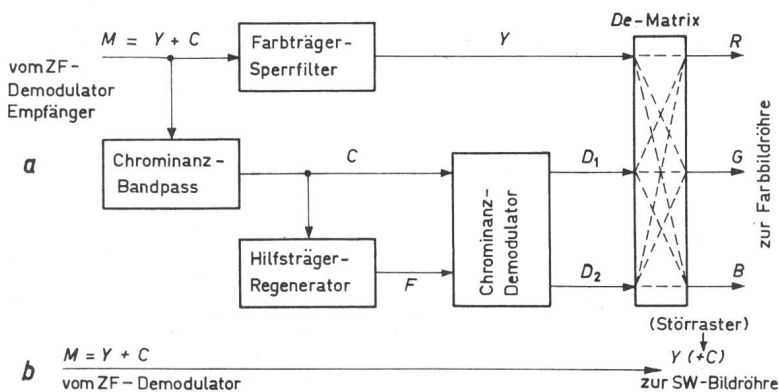 De-Matrix
M = Y + C
Farbträger-
Sperrfilter
Y
R
vom ZF-
Demodulator
Empfänger
a
Chrominanz-
Bandpass
C
Chrominanz-
Demodulator
D₁
G
zur Farbbildröhre
Hilfsträger-
Regenerator
F
D₂
B
(Störraster)
b
M = Y + C
Y (+C)
vom ZF-Demodulator
zur SW-Bildröhre